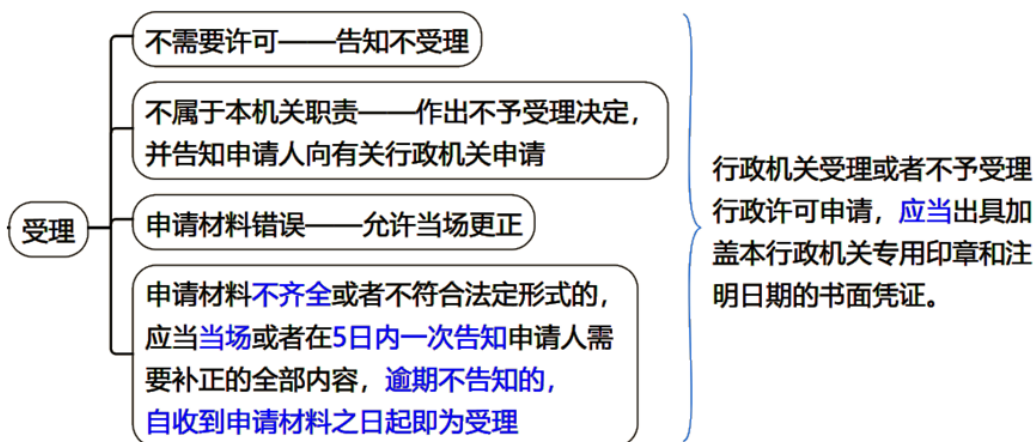 受理
不需要许可——告知不受理
不属于本机关职责——作出不予受理决定，
并告知申请人向有关行政机关申请
申请材料错误——允许当场更正
申请材料不齐全或者不符合法定形式的，
应当当场或者在5日内一次告知申请人需
要补正的全部内容，逾期不告知的，
自收到申请材料之日起即为受理
行政机关受理或者不予受理
行政许可申请，应当出具加
盖本行政机关专用印章和注
明日期的书面凭证。